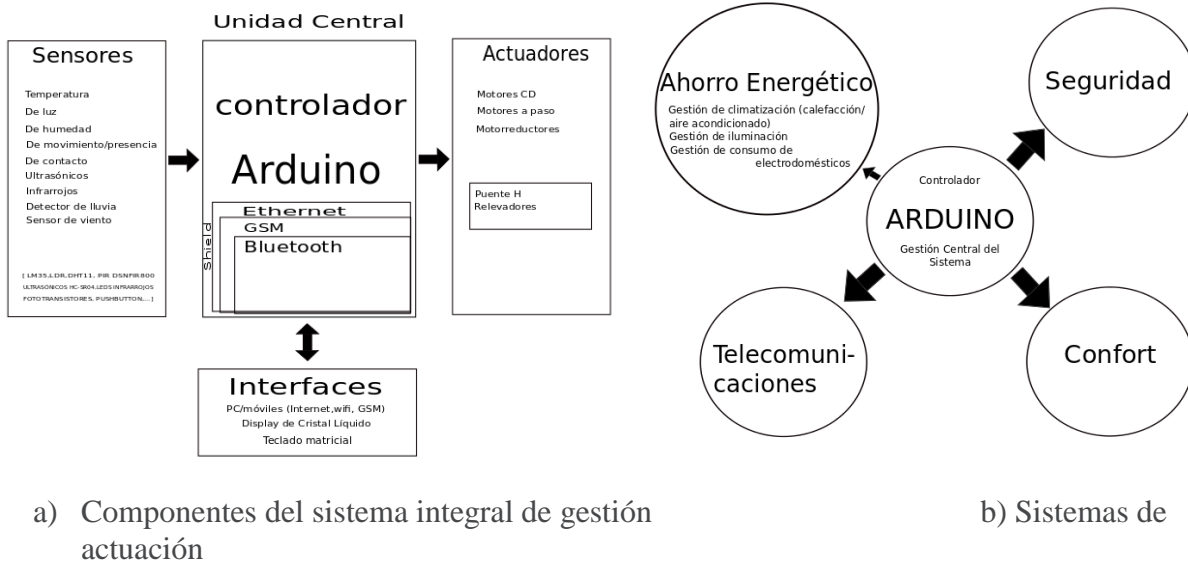 Unidad Central
Sensores
Temperatura
De luz
De humedad
De movimiento/presencia
De contacto
Ultrasónicos
Infrarrojos
Detector de lluvia
Sensor de viento
[ LM35,LDR,DHT11, PIR DSNFIR800
ULTRASÓNICOS HC-SR04,LEDS INFRARROJOS
FOTOTRANSISTORES, PUSHBUTTON,...]
controlador
Arduino
Shield
Ethernet
GSM
Bluetooth
Actuadores
Motores CD
Motores a paso
Motorreductores
Puente H
Relevadores
Interfaces
PC/móviles (Internet,wifi, GSM)
Display de Cristal Líquido
Teclado matricial
Ahorro Energético
Gestión de climatización (calefacción/
aire acondicionado)
Gestión de iluminación
Gestión de consumo de
electrodomésticos
Seguridad
Controlador
ARDUINO
Gestión Central del
Sistema
Telecomuni-
caciones
Confort
a) Componentes del sistema integral de gestión
b) Sistemas de
actuación